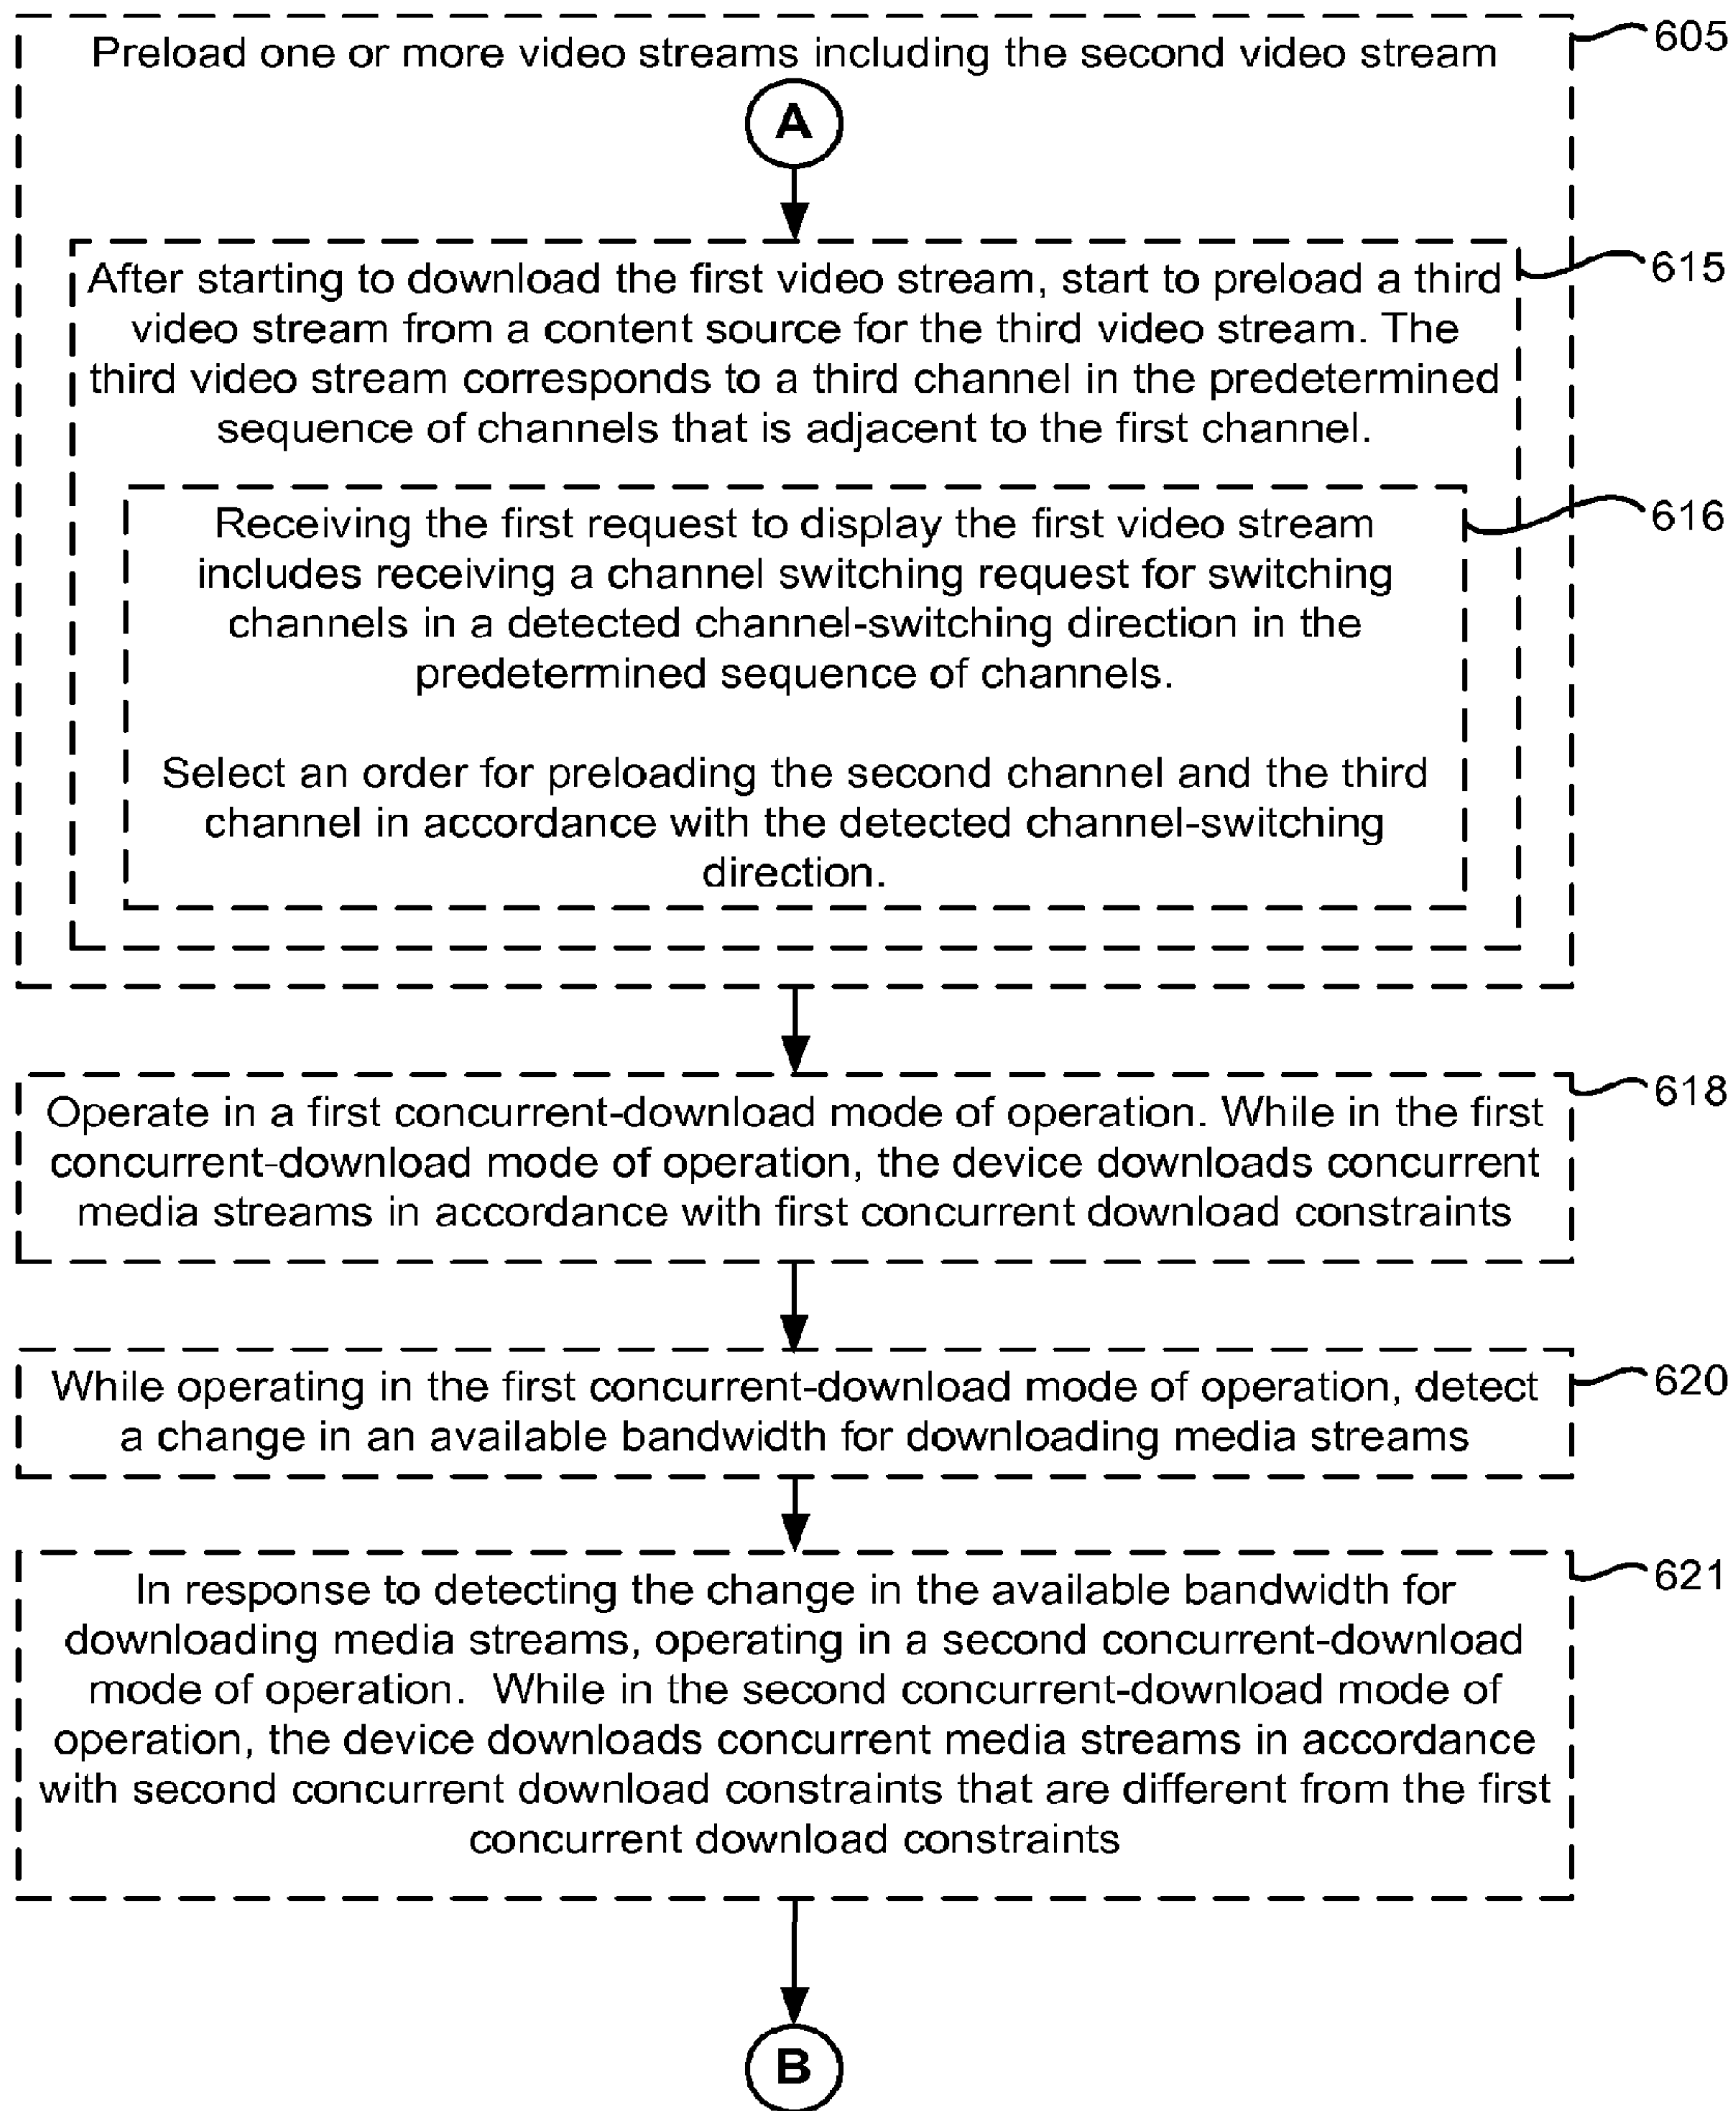 Preload one or more video streams including the second video stream
605
A
After starting to download the first video stream, start to preload a third
video stream from a content source for the third video stream. The
third video stream corresponds to a third channel in the predetermined
sequence of channels that is adjacent to the first channel.
615
Receiving the first request to display the first video stream
includes receiving a channel switching request for switching
channels in a detected channel-switching direction in the
predetermined sequence of channels.
616
Select an order for preloading the second channel and the third
channel in accordance with the detected channel-switching
direction.
Operate in a first concurrent-download mode of operation. While in the first
concurrent-download mode of operation, the device downloads concurrent
media streams in accordance with first concurrent download constraints
618
While operating in the first concurrent-download mode of operation, detect
a change in an available bandwidth for downloading media streams
620
In response to detecting the change in the available bandwidth for
downloading media streams, operating in a second concurrent-download
mode of operation.  While in the second concurrent-download mode of
operation, the device downloads concurrent media streams in accordance
with second concurrent download constraints that are different from the first
concurrent download constraints
621
B